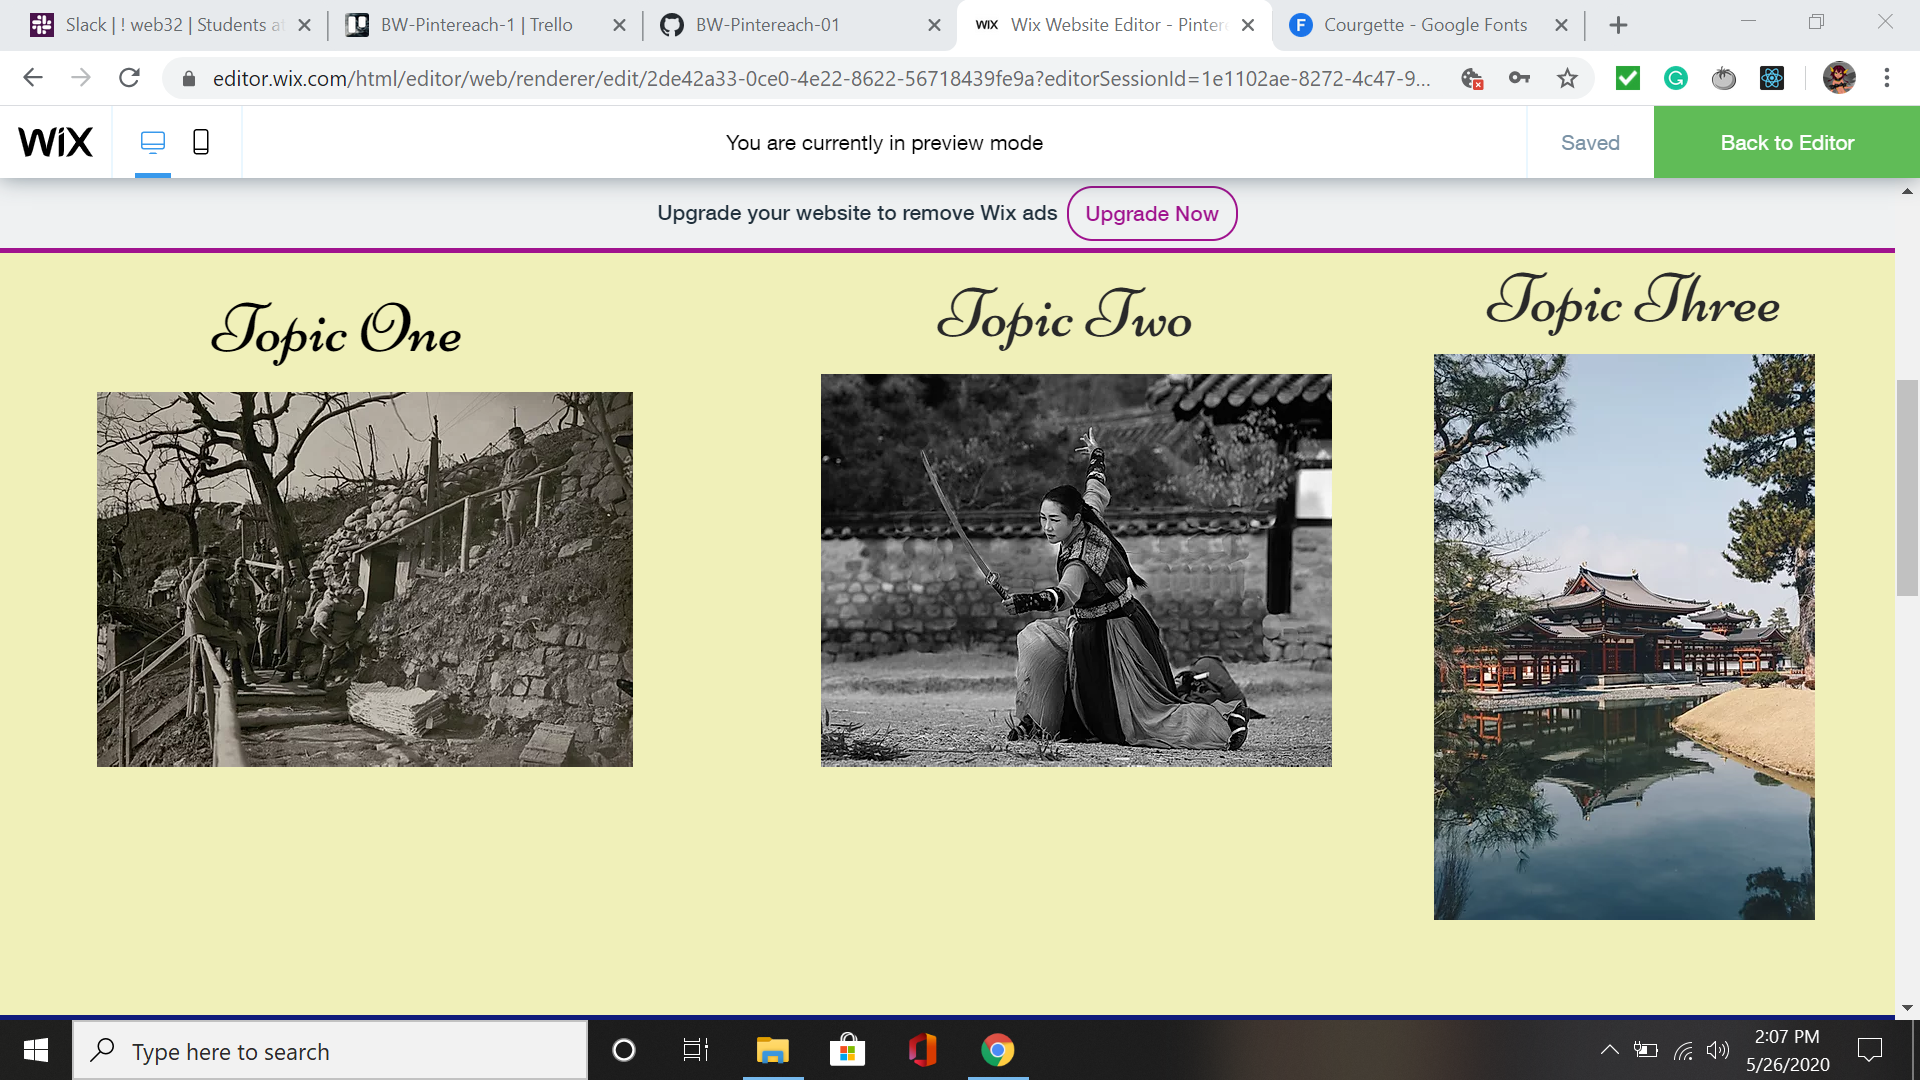 Slack | ! web32 | Students a
BW-Pintereach-1 | Trello
BW-Pintereach-01
WiX Wix Website Editor - Pinter
F Courgette - Google Fonts
editor.wix.com/html/editor/web/renderer/edit/2de42a33-0ce0-4e22-8622-56718439fe9a?editorSessionId=1e1102ae-8272-4c47-9...
WiX
You are currently in preview mode
Saved
Back to Editor
Upgrade your website to remove Wix ads
Upgrade Now
Topic One
Topic Two
Topic Three
Type here to search
2:07 PM
5/26/2020